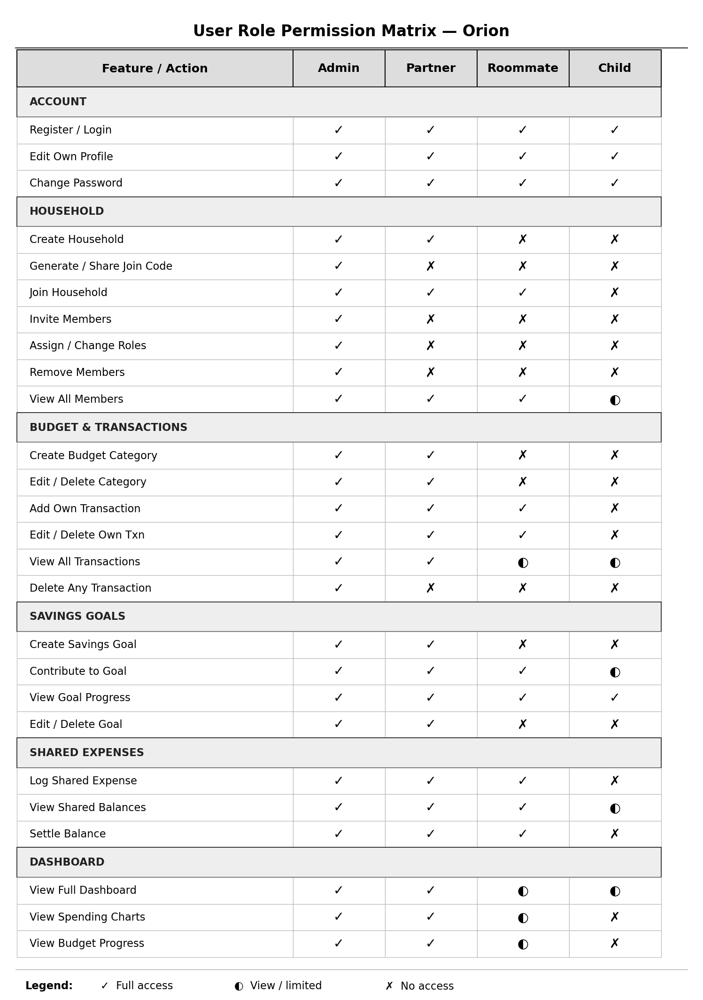 User Role Permission Matrix — Orion
Feature / Action Admin Partner Roommate Child
ACCOUNT
Register / Login ✓ ✓ ✓ ✓
Edit Own Profile ✓ ✓ ✓ ✓
Change Password ✓ ✓ ✓ ✓
HOUSEHOLD
Create Household ✓ ✓ ✗ ✗
Generate / Share Join Code ✓ ✗ ✗ ✗
Join Household ✓ ✓ ✓ ✗
Invite Members ✓ ✗ ✗ ✗
Assign / Change Roles ✓ ✗ ✗ ✗
Remove Members ✓ ✗ ✗ ✗
View All Members ✓ ✓ ✓ ◐
BUDGET & TRANSACTIONS
Create Budget Category ✓ ✓ ✗ ✗
Edit / Delete Category ✓ ✓ ✗ ✗
Add Own Transaction ✓ ✓ ✓ ✗
Edit / Delete Own Txn ✓ ✓ ✓ ✗
View All Transactions ✓ ✓ ◐ ◐
Delete Any Transaction ✓ ✗ ✗ ✗
SAVINGS GOALS
Create Savings Goal ✓ ✓ ✗ ✗
Contribute to Goal ✓ ✓ ✓ ◐
View Goal Progress ✓ ✓ ✓ ✓
Edit / Delete Goal ✓ ✓ ✗ ✗
SHARED EXPENSES
Log Shared Expense ✓ ✓ ✓ ✗
View Shared Balances ✓ ✓ ✓ ◐
Settle Balance ✓ ✓ ✓ ✗
DASHBOARD
View Full Dashboard ✓ ✓ ◐ ◐
View Spending Charts ✓ ✓ ◐ ✗
View Budget Progress ✓ ✓ ◐ ✗
Legend: ✓ Full access ◐ View / limited ✗ No access